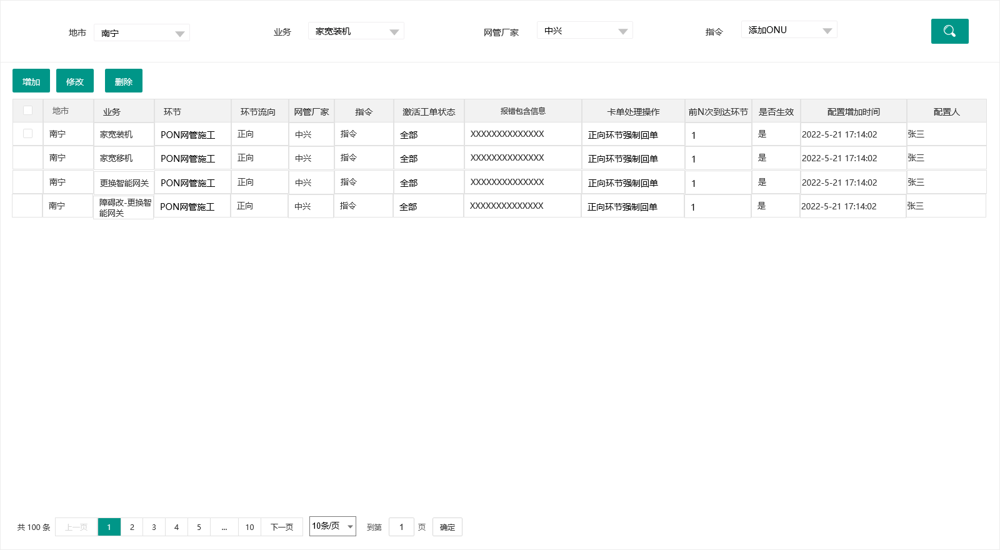 地市 南宁 业务 家宽装机 网管厂家 中兴 指令 添加ONU
增加 修改 删除
地市 业务 环节 环节流向 网管厂家 指令 激活工单状态 报错包含信息 卡单处理操作 前N次到达环节 是否生效 配置增加时间 配置人
南宁 家宽装机 PON网管施工 正向 中兴 指令 全部 XXXXXXXXXXXXXX 正向环节强制回单 1 是 2022-5-21 17:14:02 张三
南宁 家宽移机 PON网管施工 正向 中兴 指令 全部 XXXXXXXXXXXXXX 正向环节强制回单 1 是 2022-5-21 17:14:02 张三
南宁 更换智能网关 PON网管施工 正向 中兴 指令 全部 XXXXXXXXXXXXXX 正向环节强制回单 1 是 2022-5-21 17:14:02 张三
南宁 障碍改-更换智能网关 PON网管施工 正向 中兴 指令 全部 XXXXXXXXXXXXXX 正向环节强制回单 1 是 2022-5-21 17:14:02 张三
共 100 条 上一页 1 2 3 4 5 ... 10 下一页 10条/页 到第 1 页 确定